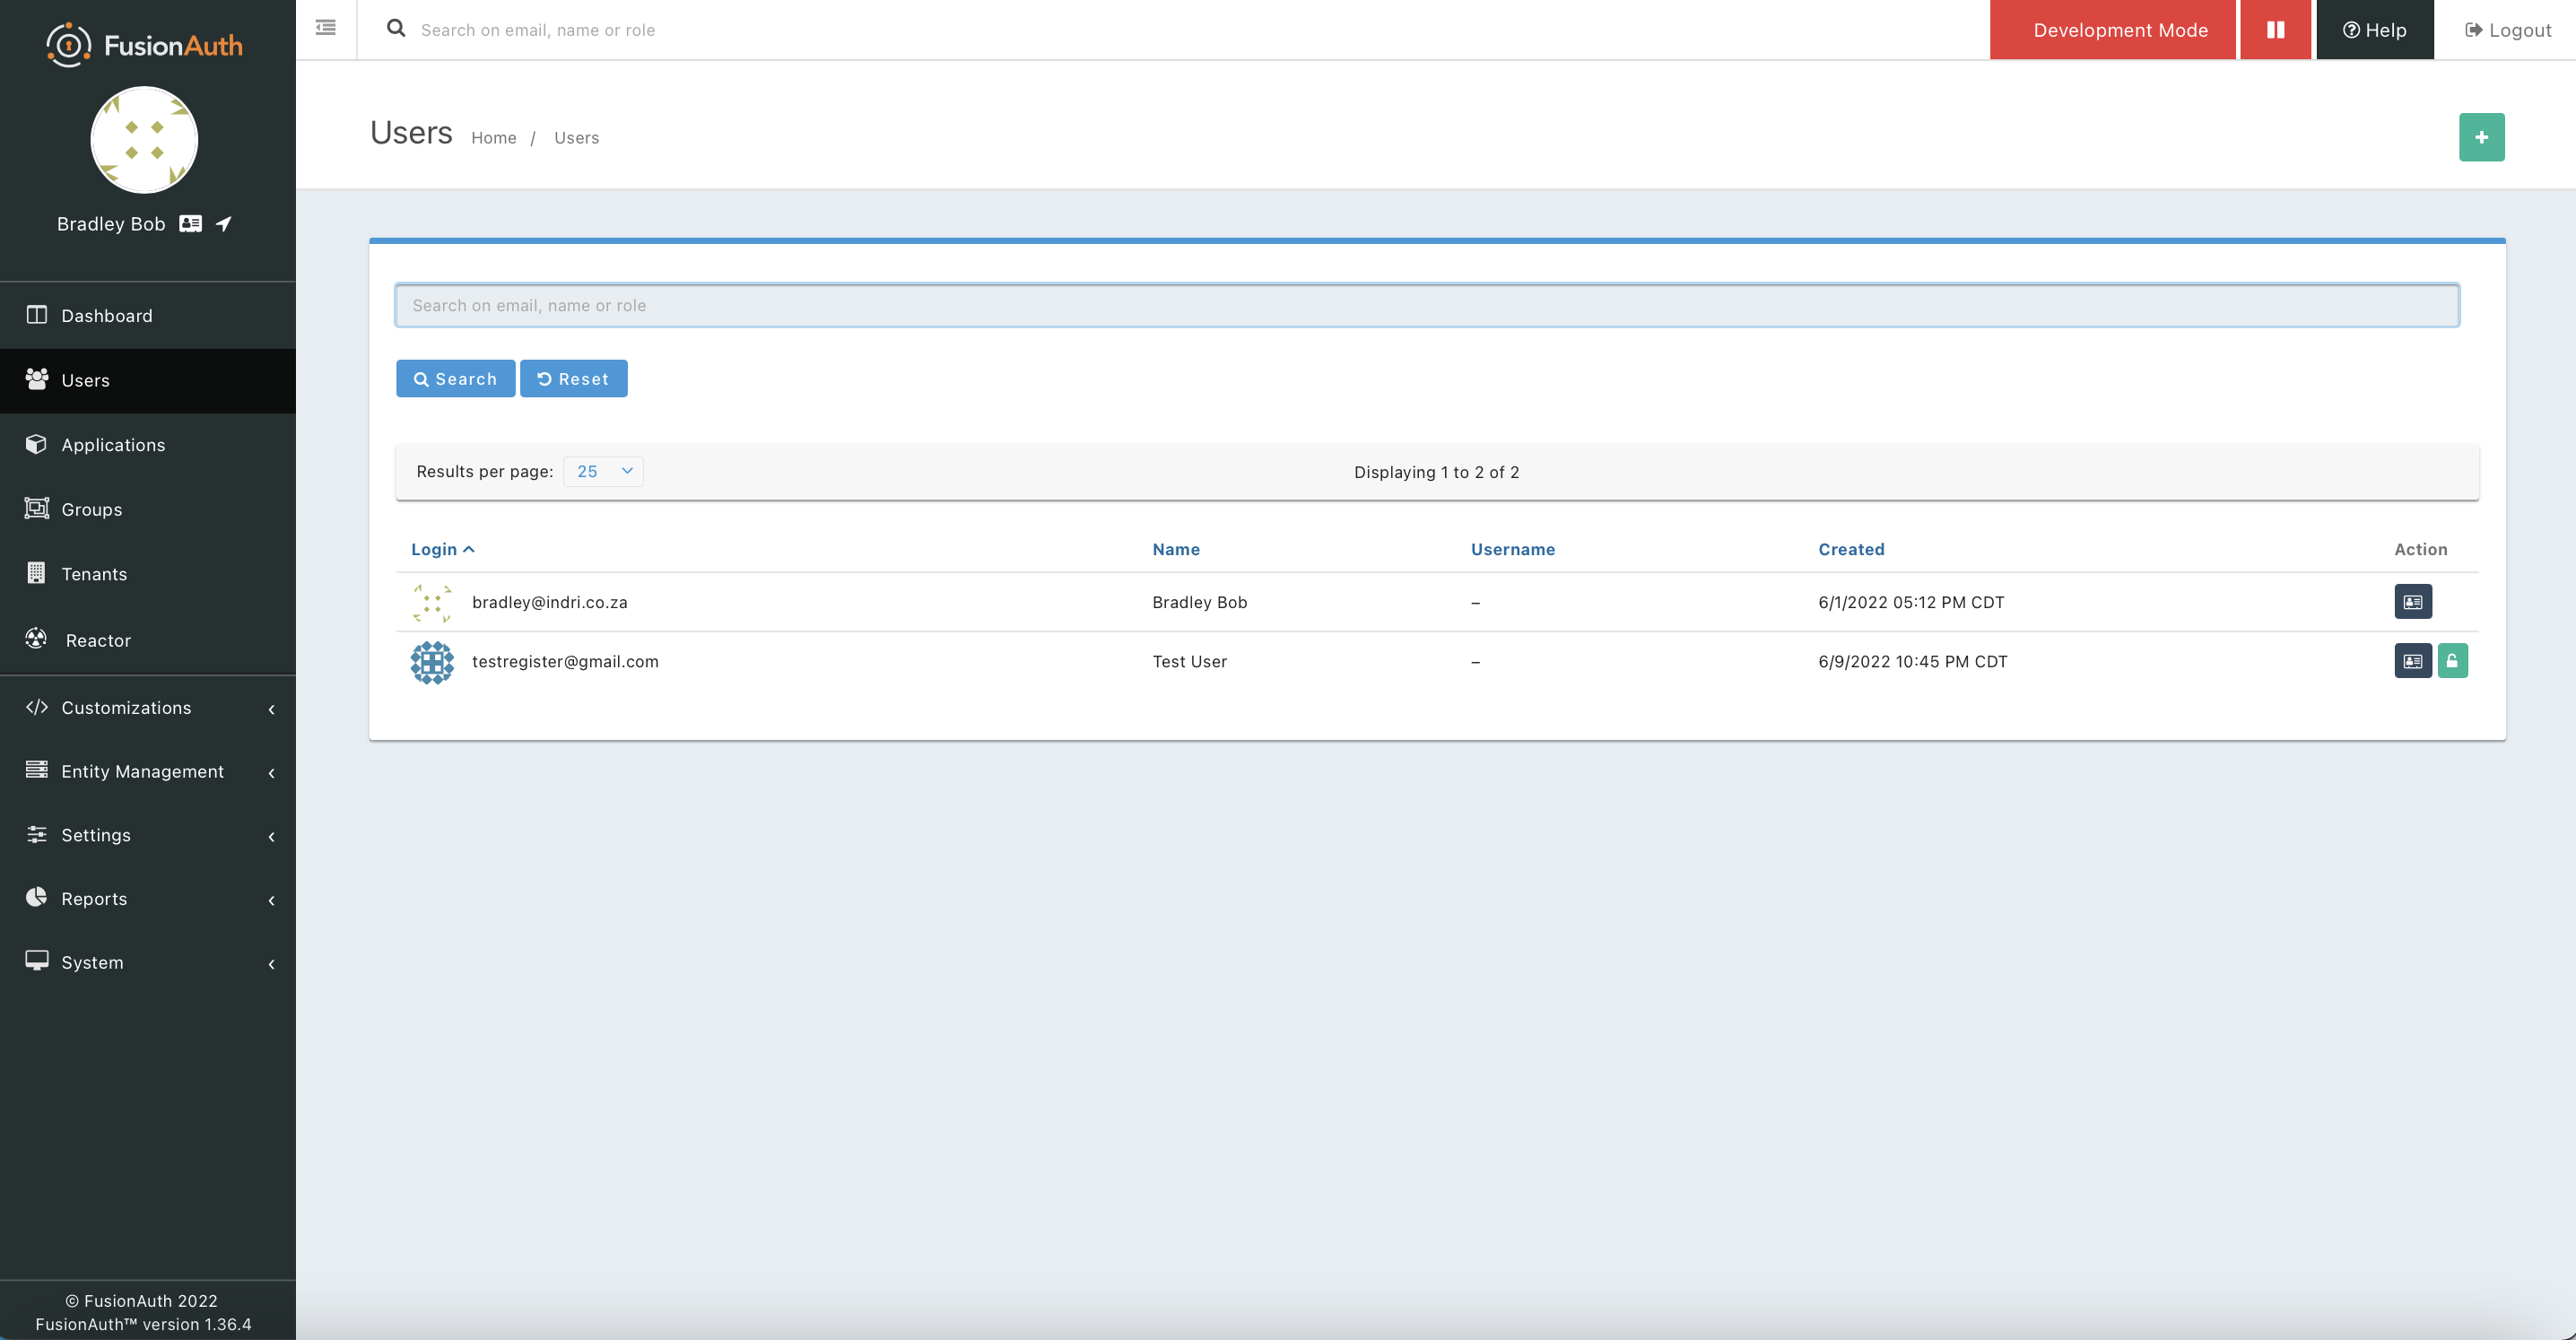 FusionAuth
Bradley Bob
Dashboard
Users
Applications
Groups
Tenants
Reactor
Customizations
Entity Management
Settings
Reports
System
© FusionAuth 2022
FusionAuth™ version 1.36.4
Search on email, name or role
Development Mode
Help
Logout
Users
Home / Users
Search on email, name or role
Search
Reset
Results per page: 25
Displaying 1 to 2 of 2
Login Name Username Created Action
bradley@indri.co.za Bradley Bob – 6/1/2022 05:12 PM CDT
testregister@gmail.com Test User – 6/9/2022 10:45 PM CDT